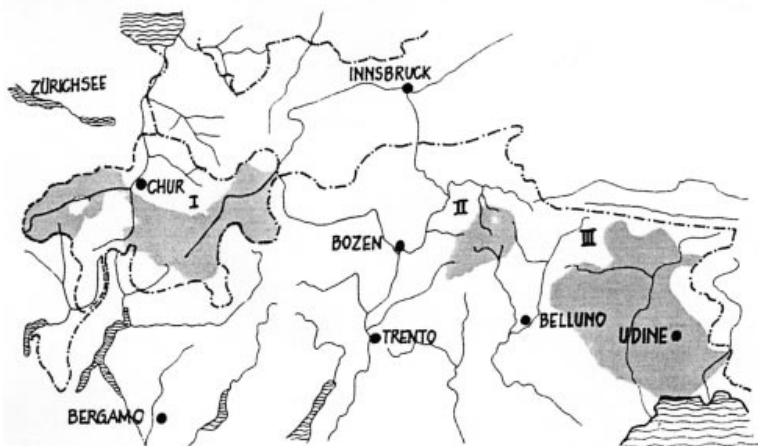 INNSBRUCK
ZÜRICHSEE
CHUR
I
II
III
BOZEN
BELLUNO
TRENTO
UDINE
BERGAMO